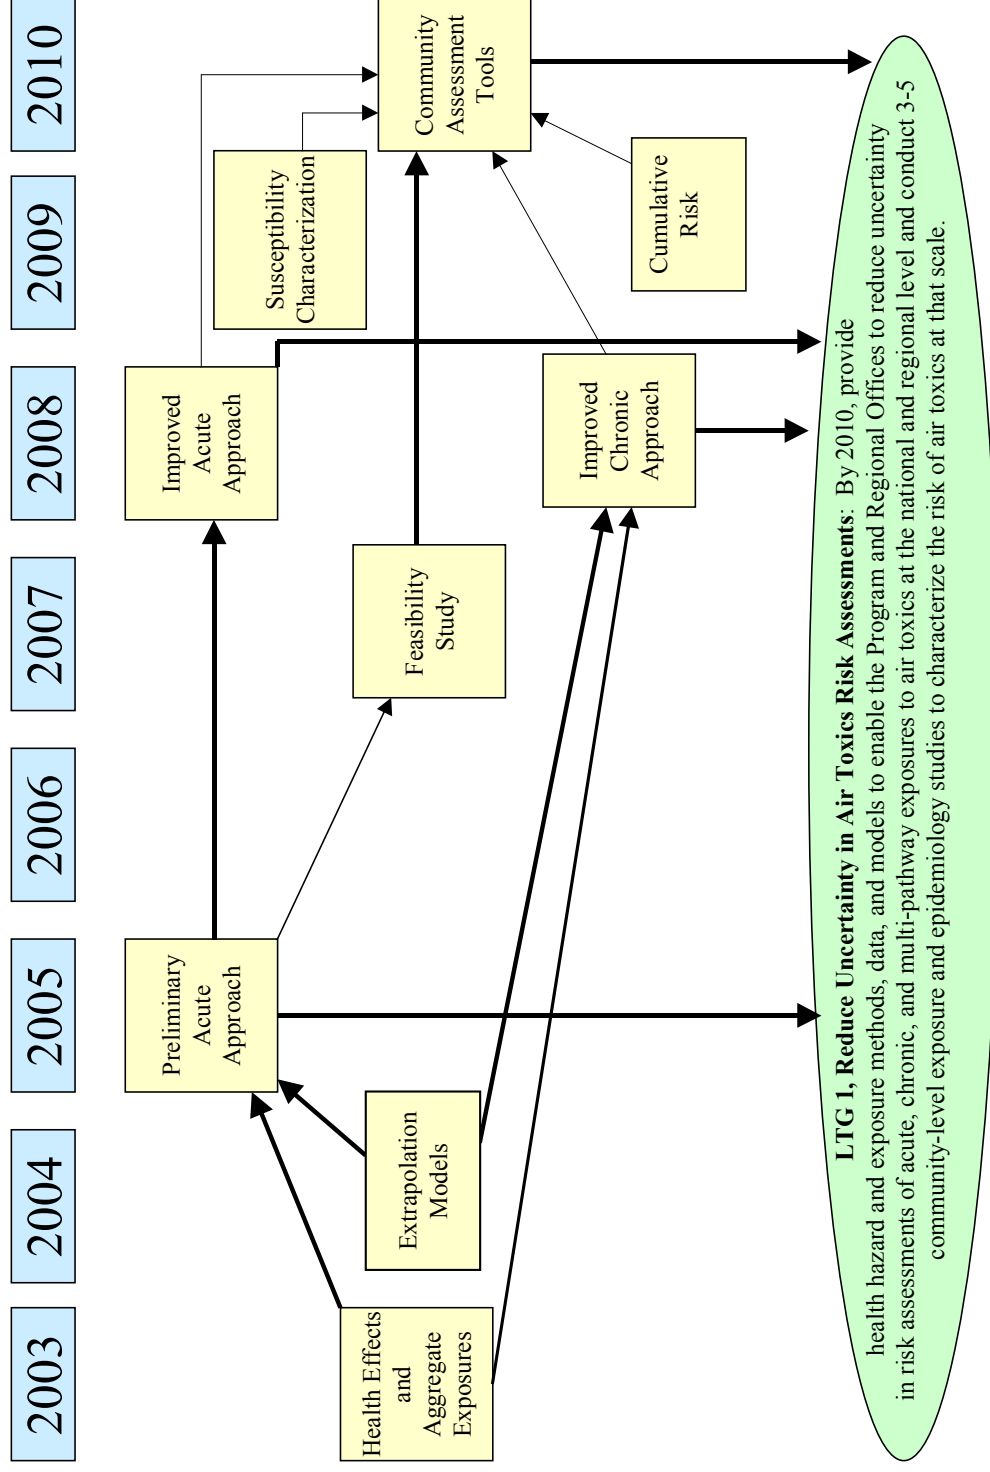 2003
2004
2005
2006
2007
2008
2009
2010
Preliminary
Acute
Approach
Improved
Acute
Approach
Susceptibility
Characterization
Health Effects
and
Aggregate
Exposures
Extrapolation
Models
Feasibility
Study
Community
Assessment
Tools
Improved
Chronic
Approach
Cumulative
Risk
LTG 1, Reduce Uncertainty in Air Toxics Risk Assessments: By 2010, provide
health hazard and exposure methods, data, and models to enable the Program and Regional Offices to reduce uncertainty
in risk assessments of acute, chronic, and multi-pathway exposures to air toxics at the national and regional level and conduct 3-5
community-level exposure and epidemiology studies to characterize the risk of air toxics at that scale.